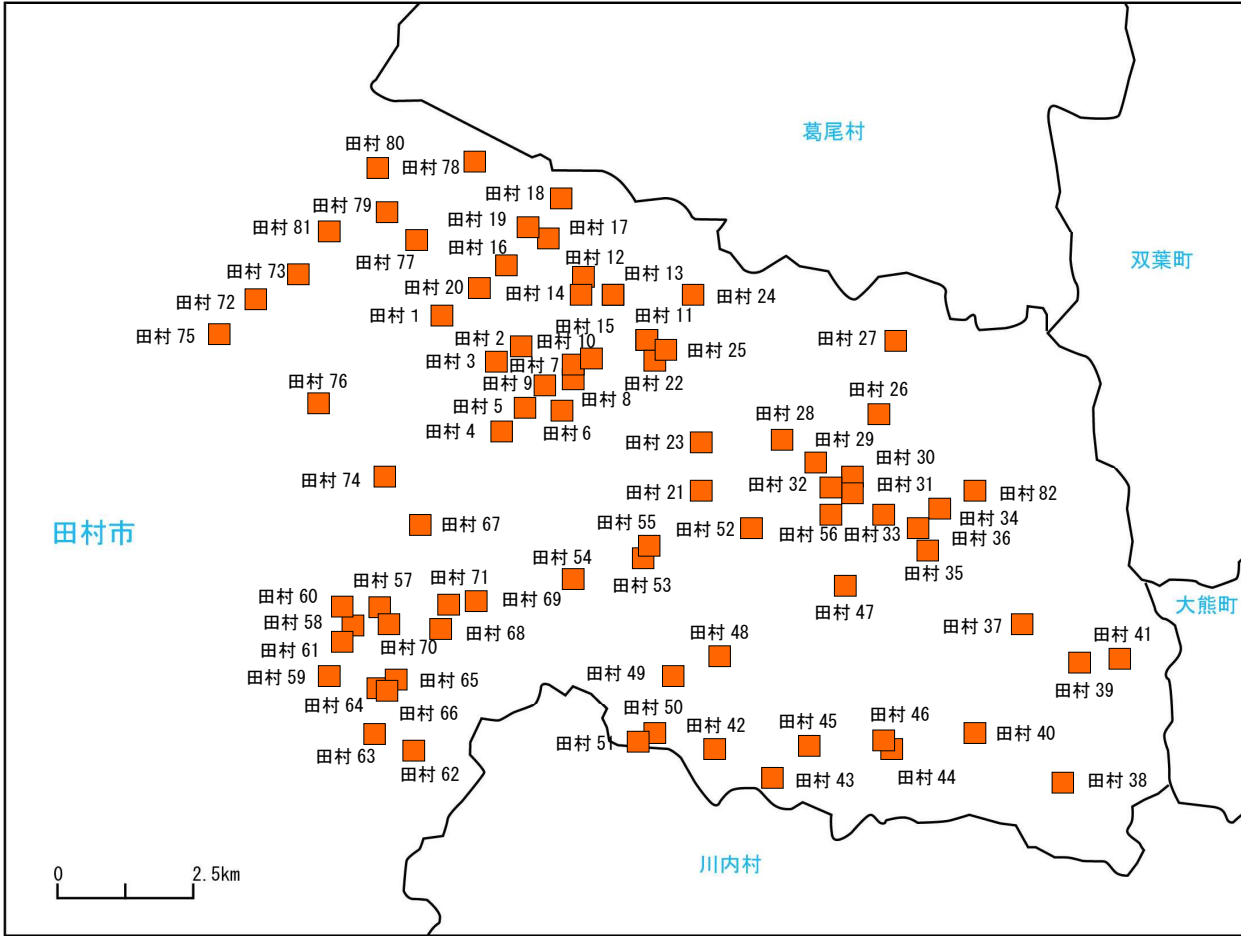 葛尾村
田村 80
田村 78
田村 18
田村 79
田村 19
田村 17
田村 81
田村 16
田村 77
田村 12
双葉町
田村 73
田村 13
田村 20
田村 14
田村 24
田村 72
田村 1
田村 11
田村 15
田村 75
田村 2
田村 10
田村 25
田村 27
田村 3
田村 7
田村 76
田村 9
田村 22
田村 26
田村 5
田村 8
田村 4
田村 6
田村 28
田村 23
田村 29
田村 30
田村 74
田村 32
田村 31
田村 82
田村 21
田村 34
田村市
田村 67
田村 55
田村 52
田村 56
田村 33
田村 36
田村 54
田村 53
田村 35
田村 57
田村 71
田村 60
田村 69
田村 47
大熊町
田村 58
田村 68
田村 37
田村 61
田村 70
田村 48
田村 41
田村 59
田村 65
田村 49
田村 39
田村 64
田村 66
田村 50
田村 42
田村 45
田村 46
田村 40
田村 51
田村 63
田村 62
田村 43
田村 44
田村 38
川内村
0
2.5km